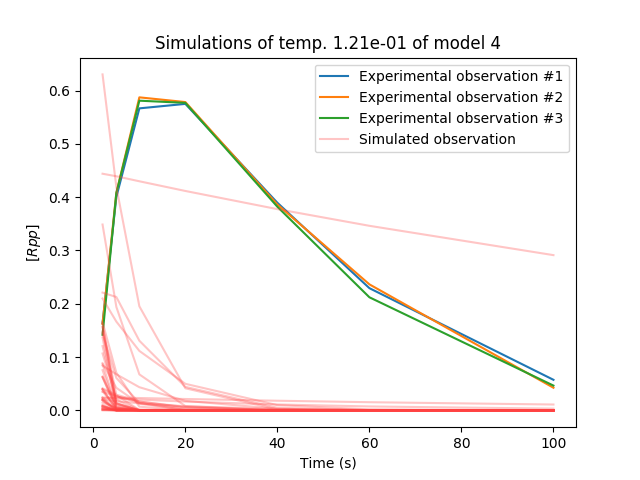 Simulations of temp. 1.21e-01 of model 4
Experimental observation #1
Experimental observation #2
Experimental observation #3
Simulated observation
[Rpp]
0.6
0.5
0.4
0.3
0.2
0.1
0.0
0 20 40 60 80 100
Time (s)